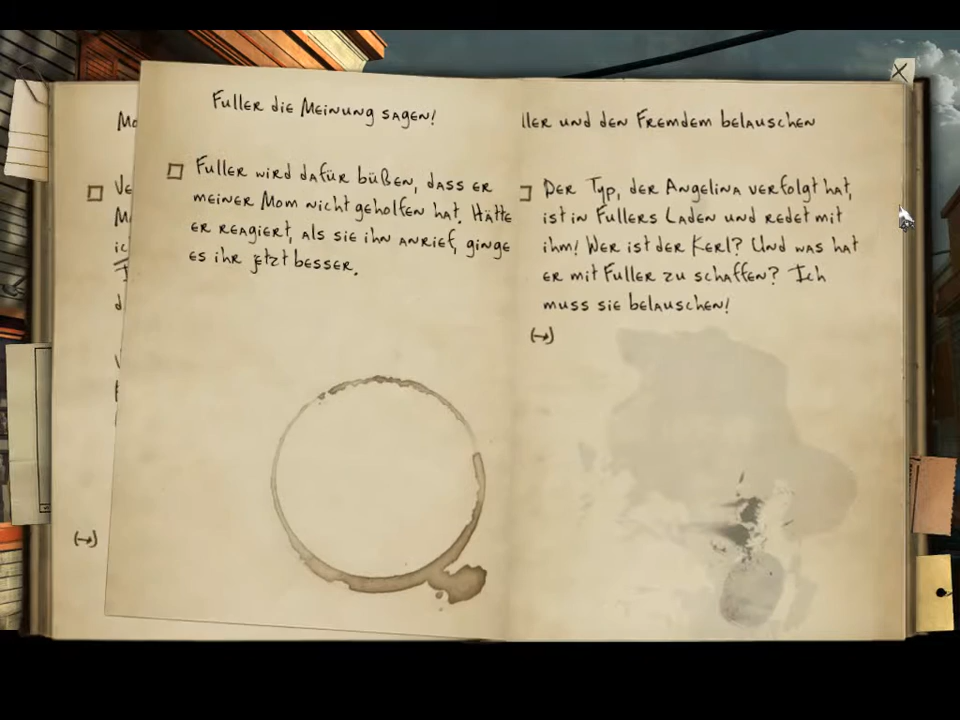 Fuller die Meinung sagen!
Fuller wird dafür büßen, dass er
meiner Mom nicht geholfen hat. Hätte
er reagiert, als sie ihn anrief, ginge
es ihr jetzt besser.
ller und den Fremdem belauschen
Der Typ, der Angelina verfolgt hat,
ist in Fullers Laden und redet mit
ihm! Wer ist der Kerl? Und was hat
er mit Fuller zu schaffen? Ich
muss sie belauschen!